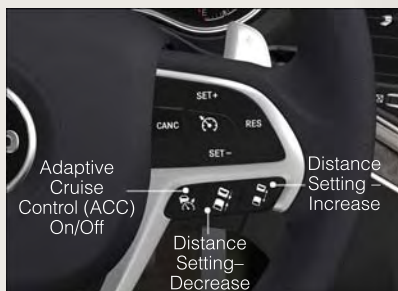 SET+
CANC
RES
SET–
Adaptive
Cruise
Control (ACC)
On/Off
Distance
Setting –
Increase
Distance
Setting–
Decrease